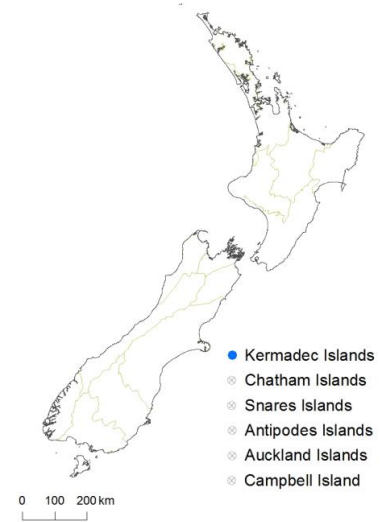 Kermadec Islands
Chatham Islands
Snares Islands
Antipodes Islands
Auckland Islands
Campbell Island
0 100 200 km